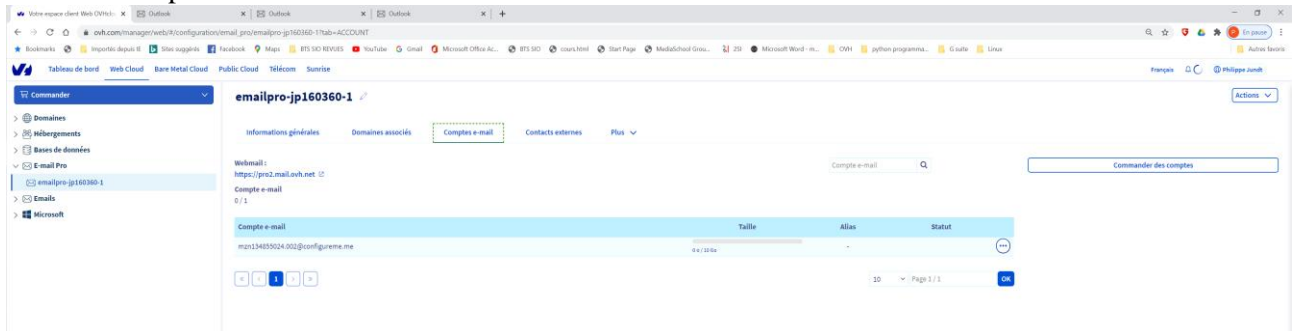 Votre espace client Web OVHclo
Outlook
Outlook
Outlook
ovh.com/manager/web/#/configuration/email_pro/emailpro-jp160360-1?tab=ACCOUNT
En pause
Bookmarks
Importés depuis IE
Sites suggérés
Facebook
Maps
BTS SIO REVUES
YouTube
Gmail
Microsoft Office Ac...
BTS SIO
cours html
Start Page
MediaSchool Grou...
2SI
Microsoft Word - m...
OVH
python programma...
G suite
Linux
Autres favoris
Tableau de bord
Web Cloud
Bare Metal Cloud
Public Cloud
Télécom
Sunrise
Français
Philippe Jundt
Commander
Domaines
Hébergements
Bases de données
E-mail Pro
emailpro-jp160360-1
Emails
Microsoft
emailpro-jp160360-1
Actions
Informations générales
Domaines associés
Comptes e-mail
Contacts externes
Plus
Webmail :
https://pro2.mail.ovh.net
Compte e-mail
0 / 1
Compte e-mail
Commander des comptes
Compte e-mail
Taille
Alias
Statut
mzn134855024.002@configureme.me
0 o / 10 Go
-
1
10
Page 1 / 1
OK